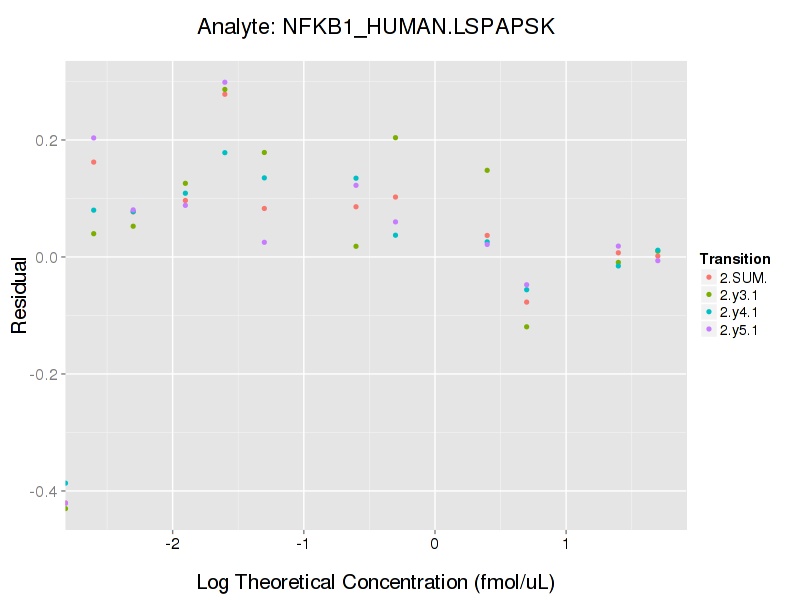 Analyte: NFKB1_HUMAN.LSPAPSK
Residual
0.2
0.0
-0.2
-0.4
-2
-1
0
1
Log Theoretical Concentration (fmol/uL)
Transition
2.SUM.
2.y3.1
2.y4.1
2.y5.1